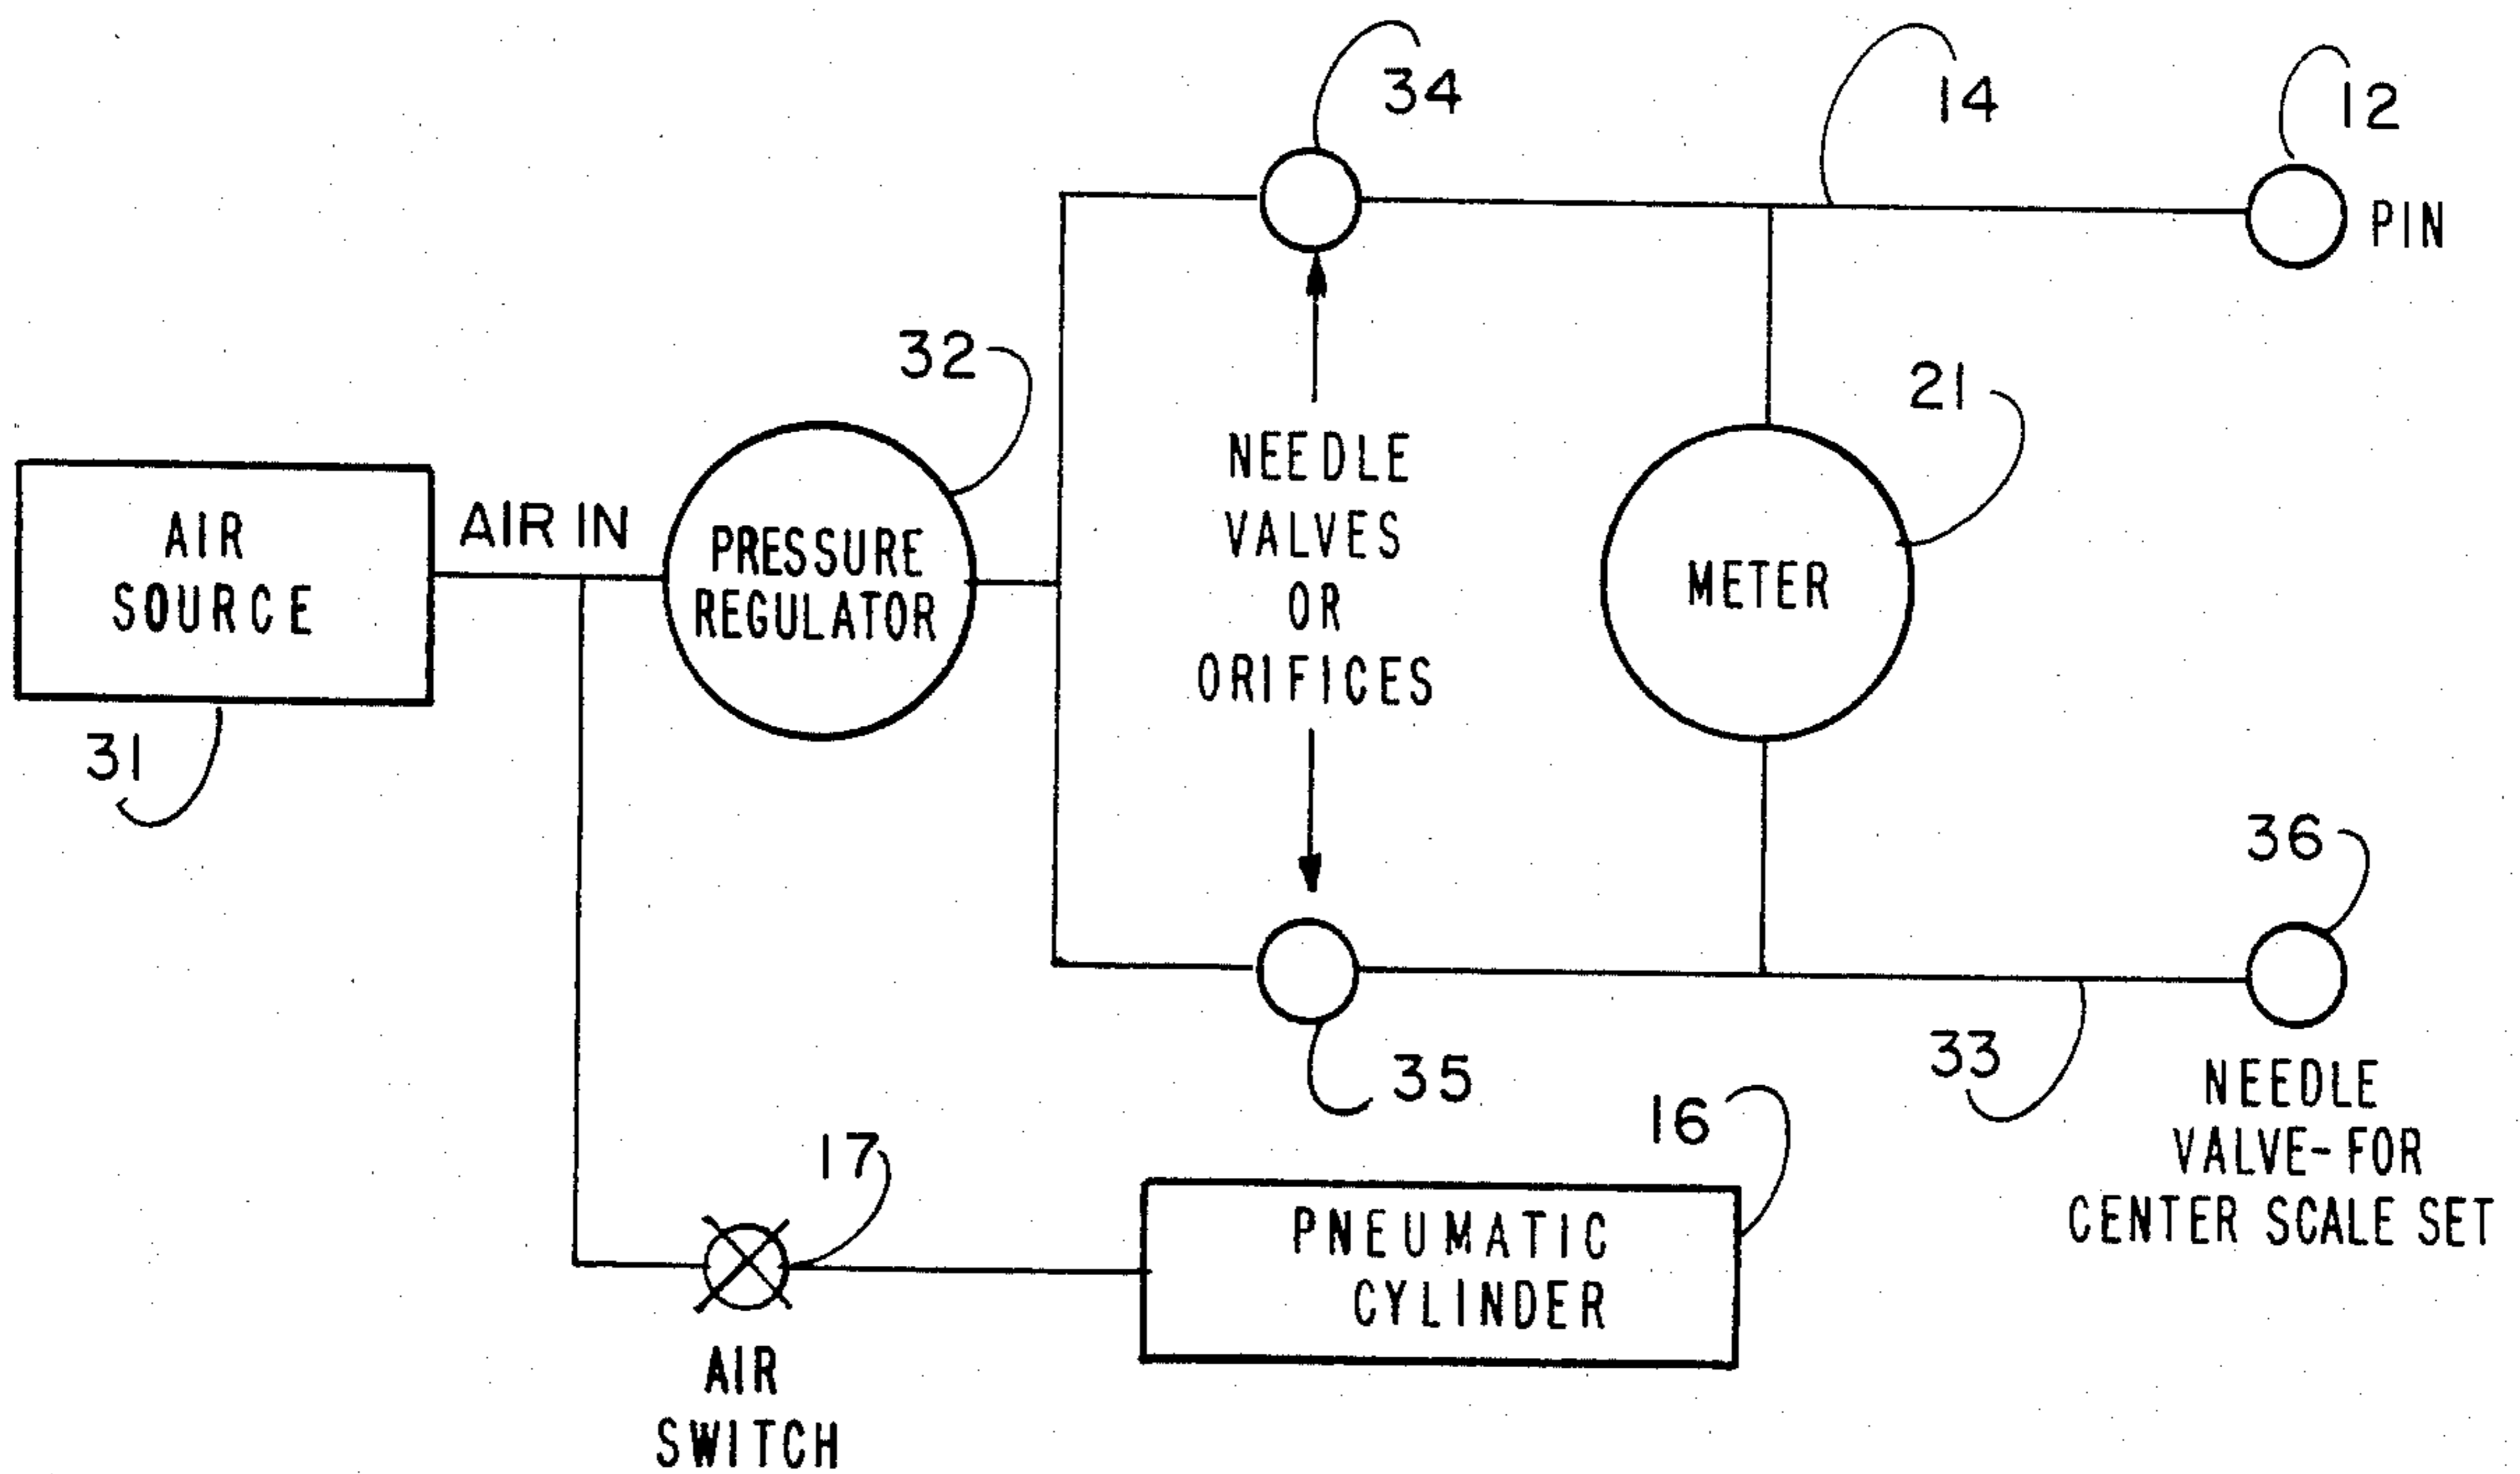 34
14
12
PIN
32
21
AIR
SOURCE
AIR IN
PRESSURE
REGULATOR
NEEDLE
VALVES
OR
ORIFICES
METER
31
36
35
33
NEEDLE
VALVE-FOR
CENTER SCALE SET
17
16
PNEUMATIC
CYLINDER
AIR
SWITCH